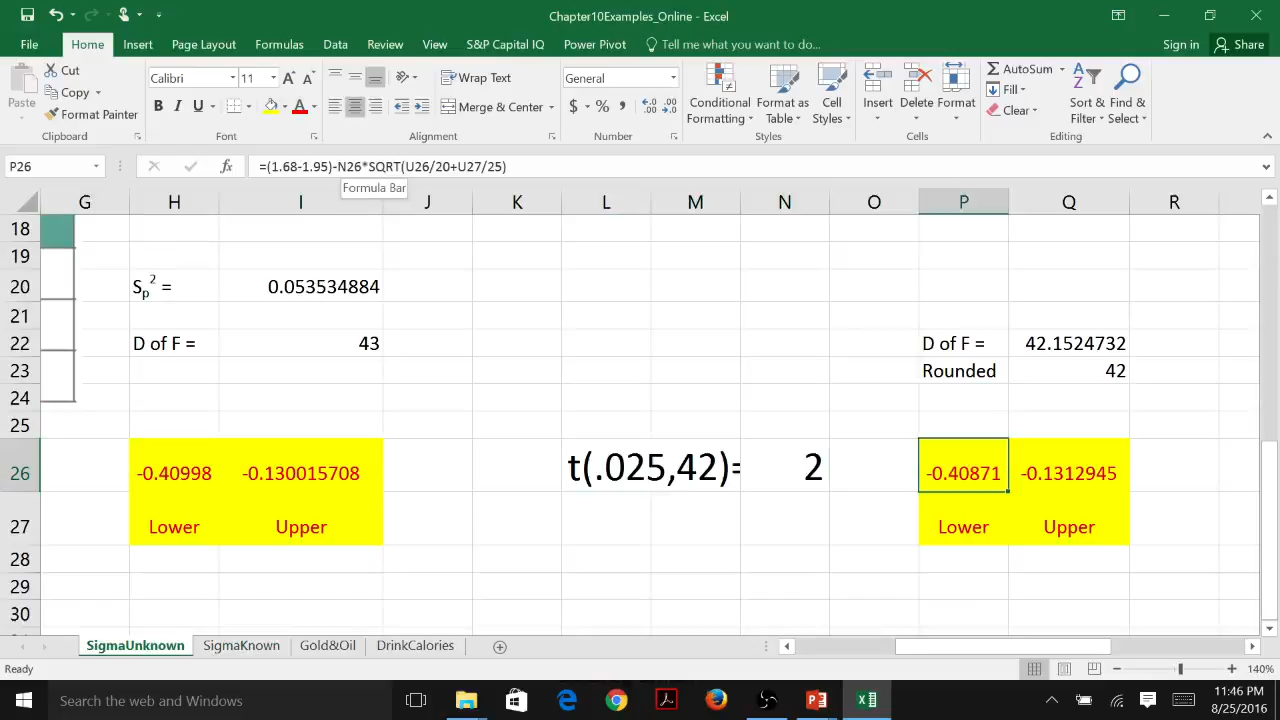 Chapter10Examples_Online - Excel
File Home Insert Page Layout Formulas Data Review View S&P Capital IQ Power Pivot Tell me what you want to do... Sign in Share
Paste
Cut
Copy
Format Painter
Clipboard
Calibri 11
B I U
A A
Font
Wrap Text
Merge & Center
Alignment
General
$ % ,
Number
Conditional Formatting
Format as Table
Cell Styles
Styles
Insert Delete Format
Cells
AutoSum
Fill
Clear
Sort & Filter
Find & Select
Editing
P26 fx =(1.68-1.95)-N26*SQRT(U26/20+U27/25)
Formula Bar
G H I J K L M N O P Q R
18
19
20 Sp2 = 0.053534884
21
22 D of F = 43 D of F = 42.1524732
23 Rounded 42
24
25
26 -0.40998 -0.130015708 t(.025,42)= 2 -0.40871 -0.1312945
27 Lower Upper Lower Upper
28
29
30
SigmaUnknown SigmaKnown Gold&Oil DrinkCalories
Ready 140%
Search the web and Windows
11:46 PM
8/25/2016